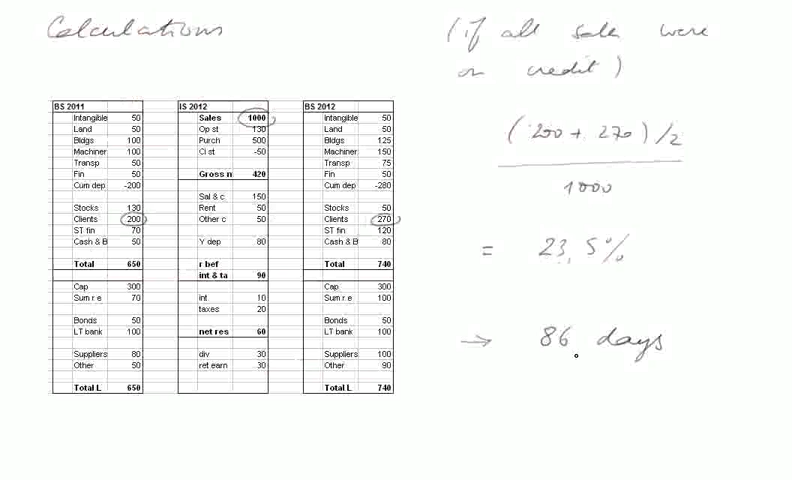 Calculations
(if all sales were
on credit)
BS 2011
Intangible 50
Land 50
Bldgs 100
Machiner 100
Transp 50
Fin 50
Cum dep -200
Stocks 130
Clients 200
ST fin 70
Cash & B 50
Total 650
Cap 300
Sum r e 70
Bonds 50
LT bank 100
Suppliers 80
Other 50
Total L 650
IS 2012
Sales 1000
Op st 130
Purch 500
Cl st -50
Gross n 420
Sal & c 150
Rent 50
Other c 50
Y dep 80
r bef
int & ta 90
int 10
taxes 20
net res 60
div 30
ret earn 30
BS 2012
Intangible 50
Land 50
Bldgs 125
Machiner 150
Transp 75
Fin 50
Cum dep -280
Stocks 50
Clients 270
ST fin 120
Cash & B 80
Total 740
Cap 300
Sum r e 100
Bonds 50
LT bank 100
Suppliers 100
Other 90
Total L 740
(200 + 270)/2
1000
= 23,5%
→ 86 days